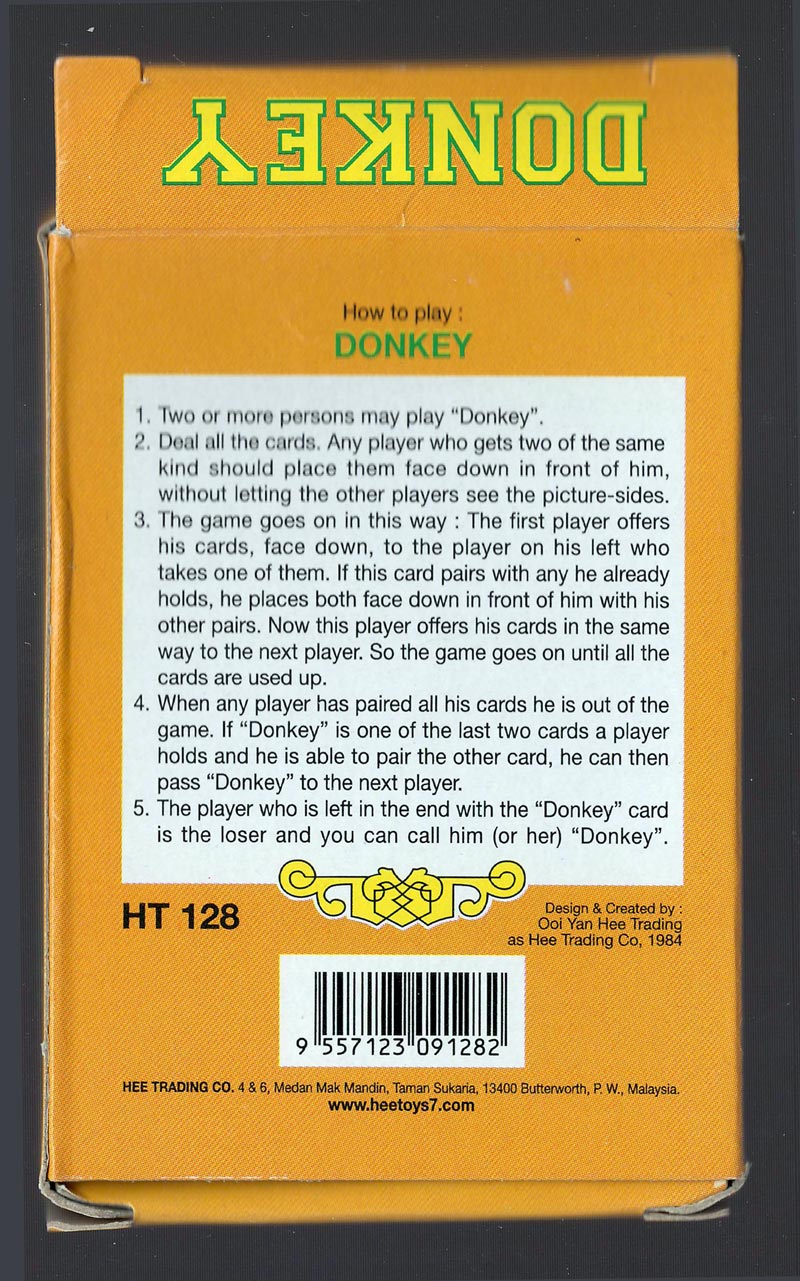 DONKEY
How to play :
DONKEY
1. Two or more persons may play “Donkey”.
2. Deal all the cards. Any player who gets two of the same
kind should place them face down in front of him,
without letting the other players see the picture-sides.
3. The game goes on in this way : The first player offers
his cards, face down, to the player on his left who
takes one of them. If this card pairs with any he already
holds, he places both face down in front of him with his
other pairs. Now this player offers his cards in the same
way to the next player. So the game goes on until all the
cards are used up.
4. When any player has paired all his cards he is out of the
game. If “Donkey” is one of the last two cards a player
holds and he is able to pair the other card, he can then
pass “Donkey” to the next player.
5. The player who is left in the end with the “Donkey” card
is the loser and you can call him (or her) “Donkey”.
HT 128
Design & Created by :
Ooi Yan Hee Trading
as Hee Trading Co, 1984
9 557123 091282
HEE TRADING CO. 4 & 6, Medan Mak Mandin, Taman Sukaria, 13400 Butterworth, P. W., Malaysia.
www.heetoys7.com